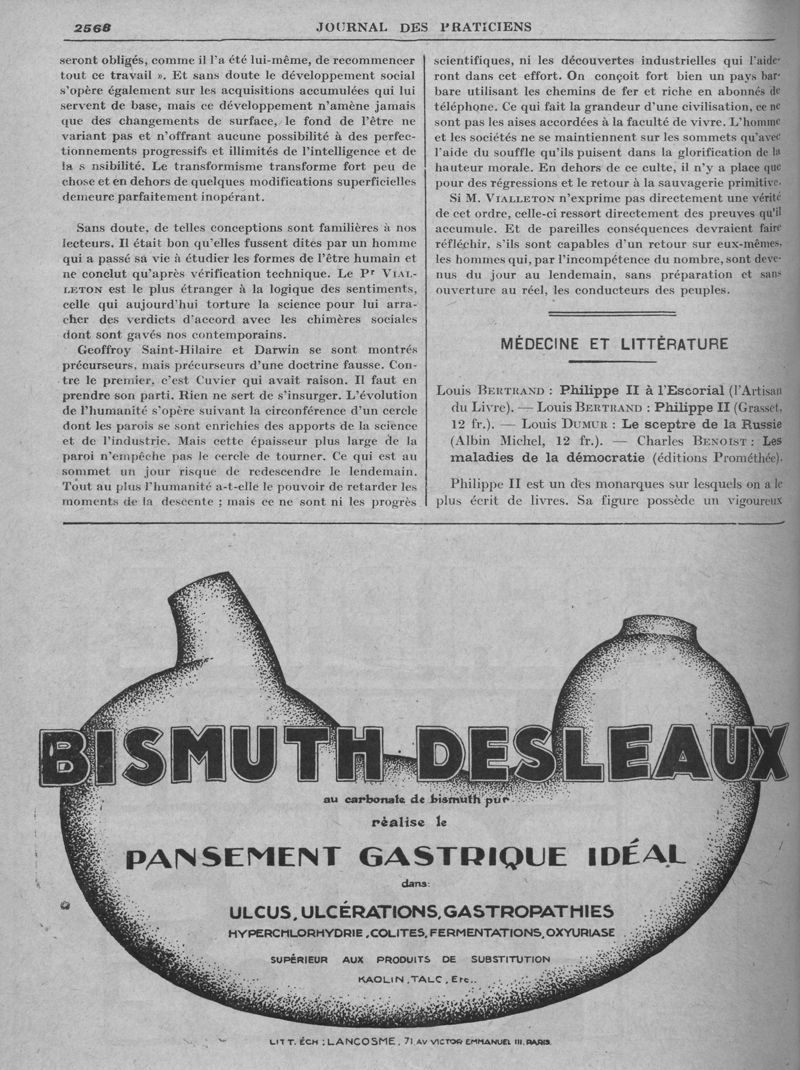 2568
JOURNAL DES PRATICIENS
seront obligés, comme il l'a été lui-même, de recommencer
tout ce travail ». Et sans doute le développement social
s'opère également sur les acquisitions accumulées qui lui
servent de base, mais ce développement n'amène jamais
que des changements de surface, le fond de l'être ne
variant pas et n'offrant aucune possibilité à des perfec-
tionnements progressifs et illimités de l'intelligence et de
la s nsibilité. Le transformisme transforme fort peu de
chose et en dehors de quelques modifications superficielles
demeure parfaitement inopérant.
Sans doute, de telles conceptions sont familières à nos
lecteurs. Il était bon qu'elles fussent dites par un homme
qui a passé sa vie à étudier les formes de l'être humain et
ne conclut qu'après vérification technique. Le Pr VIAL-
LETON est le plus étranger à la logique des sentiments,
celle qui aujourd'hui torture la science pour lui arra-
cher des verdicts d'accord avec les chimères sociales
dont sont gavés nos contemporains.
Geoffroy Saint-Hilaire et Darwin se sont montrés
précurseurs, mais précurseurs d'une doctrine fausse. Con-
tre le premier, c'est Cuvier qui avait raison. Il faut en
prendre son parti. Rien ne sert de s'insurger. L'évolution
de l'humanité s'opère suivant la circonférence d'un cercle
dont les parois se sont enrichies des apports de la science
et de l'industrie. Mais cette épaisseur plus large de la
paroi n'empêche pas le cercle de tourner. Ce qui est au
sommet un jour risque de redescendre le lendemain.
Tout au plus l'humanité a-t-elle le pouvoir de retarder les
moments de la descente ; mais ce ne sont ni les progrès
scientifiques, ni les découvertes industrielles qui l'aide-
ront dans cet effort. On conçoit fort bien un pays bar-
bare utilisant les chemins de fer et riche en abonnés de
téléphone. Ce qui fait la grandeur d'une civilisation, ce ne
sont pas les aises accordées à la faculté de vivre. L'homme
et les sociétés ne se maintiennent sur les sommets qu'avec
l'aide du souffle qu'ils puisent dans la glorification de la
hauteur morale. En dehors de ce culte, il n'y a place que
pour des régressions et le retour à la sauvagerie primitive.
Si M. VIALLETON n'exprime pas directement une vérité
de cet ordre, celle-ci ressort directement des preuves qu'il
accumule. Et de pareilles conséquences devraient faire
réfléchir, s'ils sont capables d'un retour sur eux-mêmes,
les hommes qui, par l'incompétence du nombre, sont deve-
nus du jour au lendemain, sans préparation et sans
ouverture au réel, les conducteurs des peuples.
MÉDECINE ET LITTÉRATURE
Louis BERTRAND : Philippe II à l'Escorial (l'Artisan
du Livre). — Louis BERTRAND : Philippe II (Grasset,
12 fr.). — Louis DUMUR : Le sceptre de la Russie
(Albin Michel, 12 fr.). — Charles BENOIST : Les
maladies de la démocratie (éditions Prométhée).
Philippe II est un des monarques sur lesquels on a le
plus écrit de livres. Sa figure possède un vigoureux
BISMUTH DESLEAUX
au carbonate de bismuth pur
réalise le
PANSEMENT GASTRIQUE IDÉAL
dans:
ULCUS, ULCÉRATIONS, GASTROPATHIES
HYPERCHLORHYDRIE, COLITES, FERMENTATIONS, OXYURIASE
SUPÉRIEUR AUX PRODUITS DE SUBSTITUTION
KAOLIN, TALC, Etc..
LITT. ÉCH : LANCOSME, 71 AV VICTOR EMMANUEL III. PARIS.